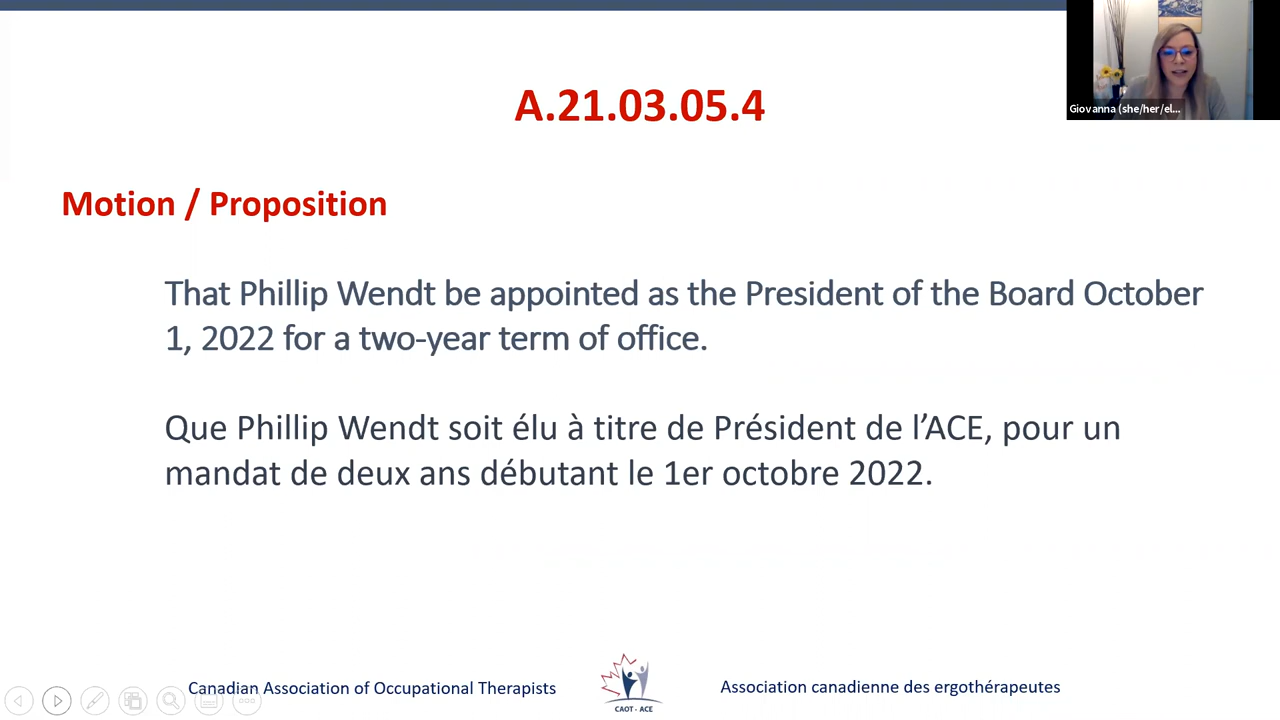 A.21.03.05.4
Giovanna (she/her/el...
Motion / Proposition
That Phillip Wendt be appointed as the President of the Board October
1, 2022 for a two-year term of office.
Que Phillip Wendt soit élu à titre de Président de l’ACE, pour un
mandat de deux ans débutant le 1er octobre 2022.
Canadian Association of Occupational Therapists
CAOT - ACE
Association canadienne des ergothérapeutes